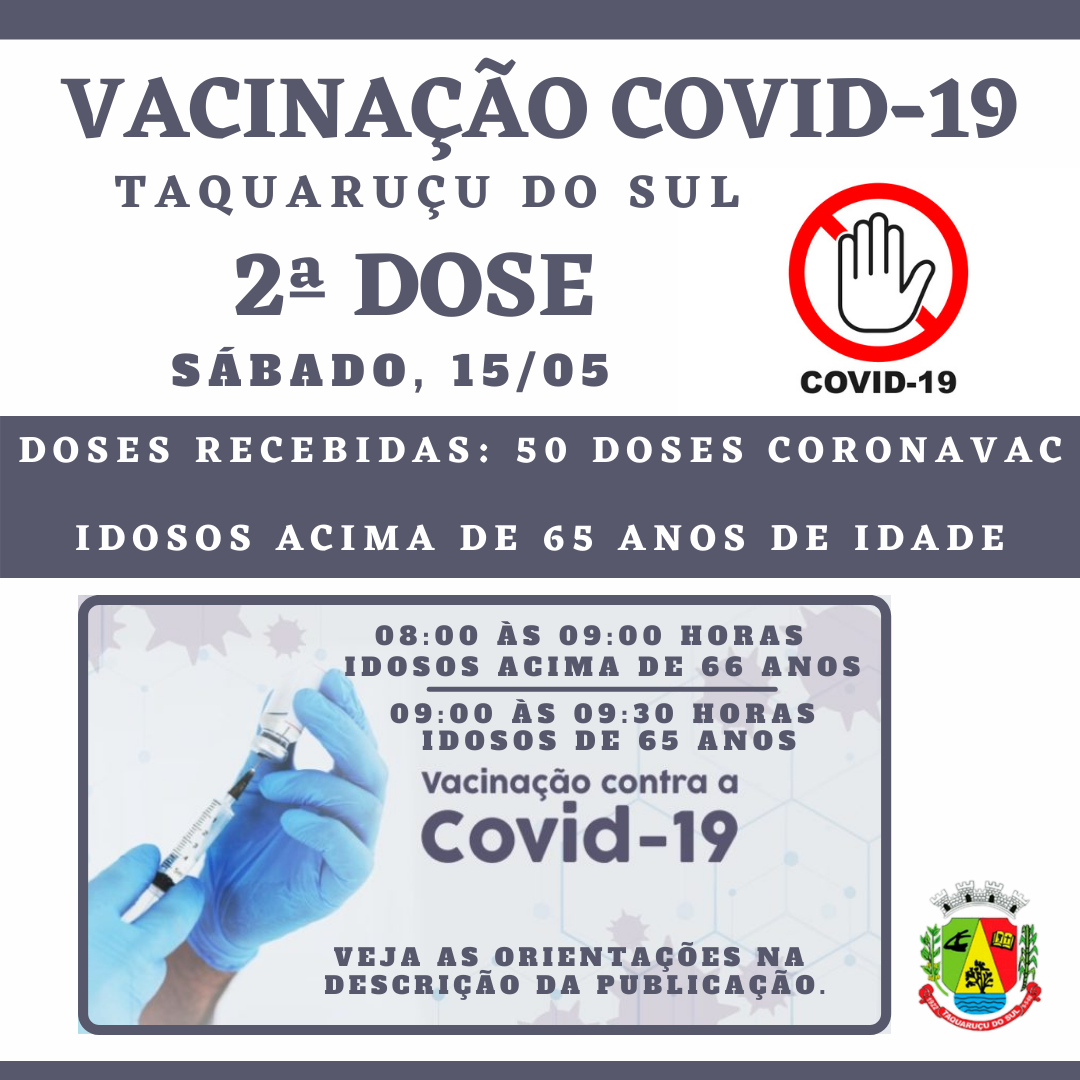 VACINAÇÃO COVID-19
TAQUARUÇU DO SUL
2ª DOSE
SÁBADO, 15/05
COVID-19
DOSES RECEBIDAS: 50 DOSES CORONAVAC
IDOSOS ACIMA DE 65 ANOS DE IDADE
08:00 ÀS 09:00 HORAS
IDOSOS ACIMA DE 66 ANOS
09:00 ÀS 09:30 HORAS
IDOSOS DE 65 ANOS
Vacinação contra a
Covid-19
VEJA AS ORIENTAÇÕES NA
DESCRIÇÃO DA PUBLICAÇÃO.
TAQUARUÇU DO SUL